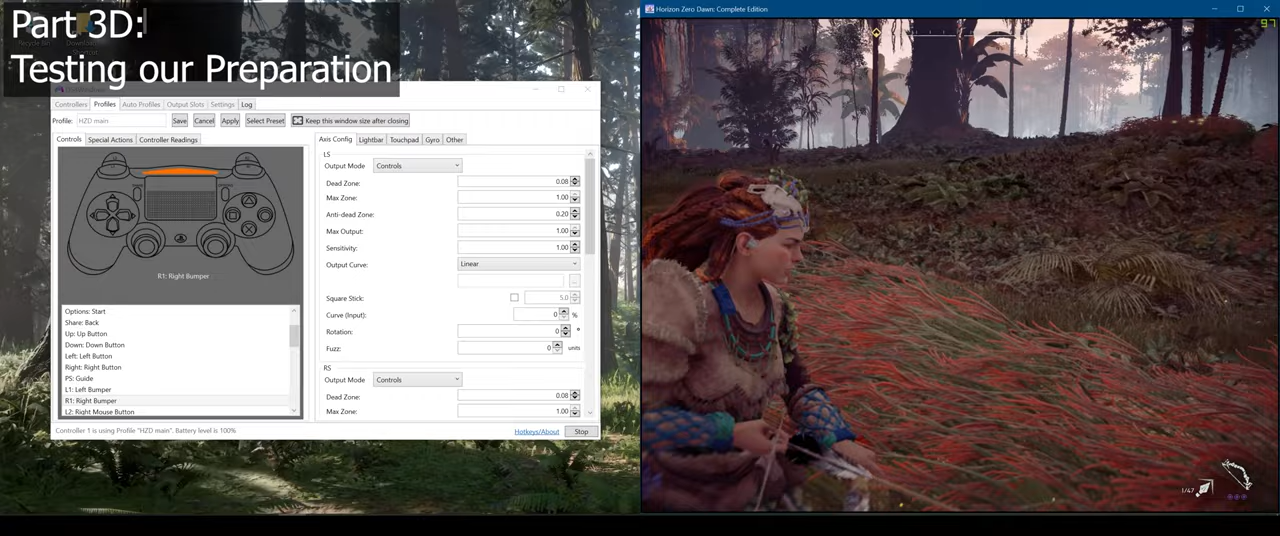 Part 3D:
Testing our Preparation
Horizon Zero Dawn: Complete Edition
97
Controllers Profiles Auto Profiles Output Slots Settings Log
Profile: HZD main Save Cancel Apply Select Preset Keep this window size after closing
Controls Special Actions Controller Readings
Axis Config Lightbar Touchpad Gyro Other
R1: Right Bumper
Options: Start
Share: Back
Up: Up Button
Down: Down Button
Left: Left Button
Right: Right Button
PS: Guide
L1: Left Bumper
R1: Right Bumper
L2: Right Mouse Button
LS
Output Mode Controls
Dead Zone: 0.08
Max Zone: 1.00
Anti-dead Zone: 0.20
Max Output: 1.00
Sensitivity: 1.00
Output Curve: Linear
Square Stick: 5.0
Curve (Input): 0 %
Rotation: 0 °
Fuzz: 0 units
RS
Output Mode Controls
Dead Zone: 0.08
Max Zone: 1.00
Controller 1 is using Profile "HZD main". Battery level is 100%
Hotkeys/About Stop
1/47